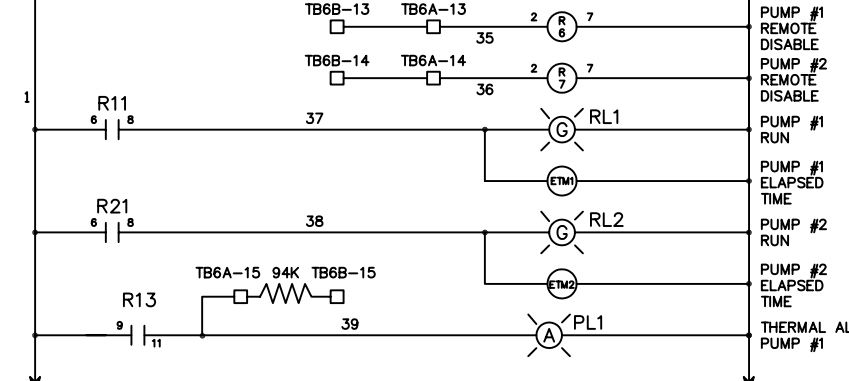 TB6B-13 TB6A-13
2 R 6 7
35
PUMP #1
REMOTE
DISABLE
TB6B-14 TB6A-14
2 R 7 7
36
PUMP #2
REMOTE
DISABLE
1
R11
6 8
37
G RL1
PUMP #1
RUN
ETM1
PUMP #1
ELAPSED
TIME
R21
6 8
38
G RL2
PUMP #2
RUN
TB6A-15 94K TB6B-15
ETM2
PUMP #2
ELAPSED
TIME
R13
9 11
39
A PL1
THERMAL AL
PUMP #1